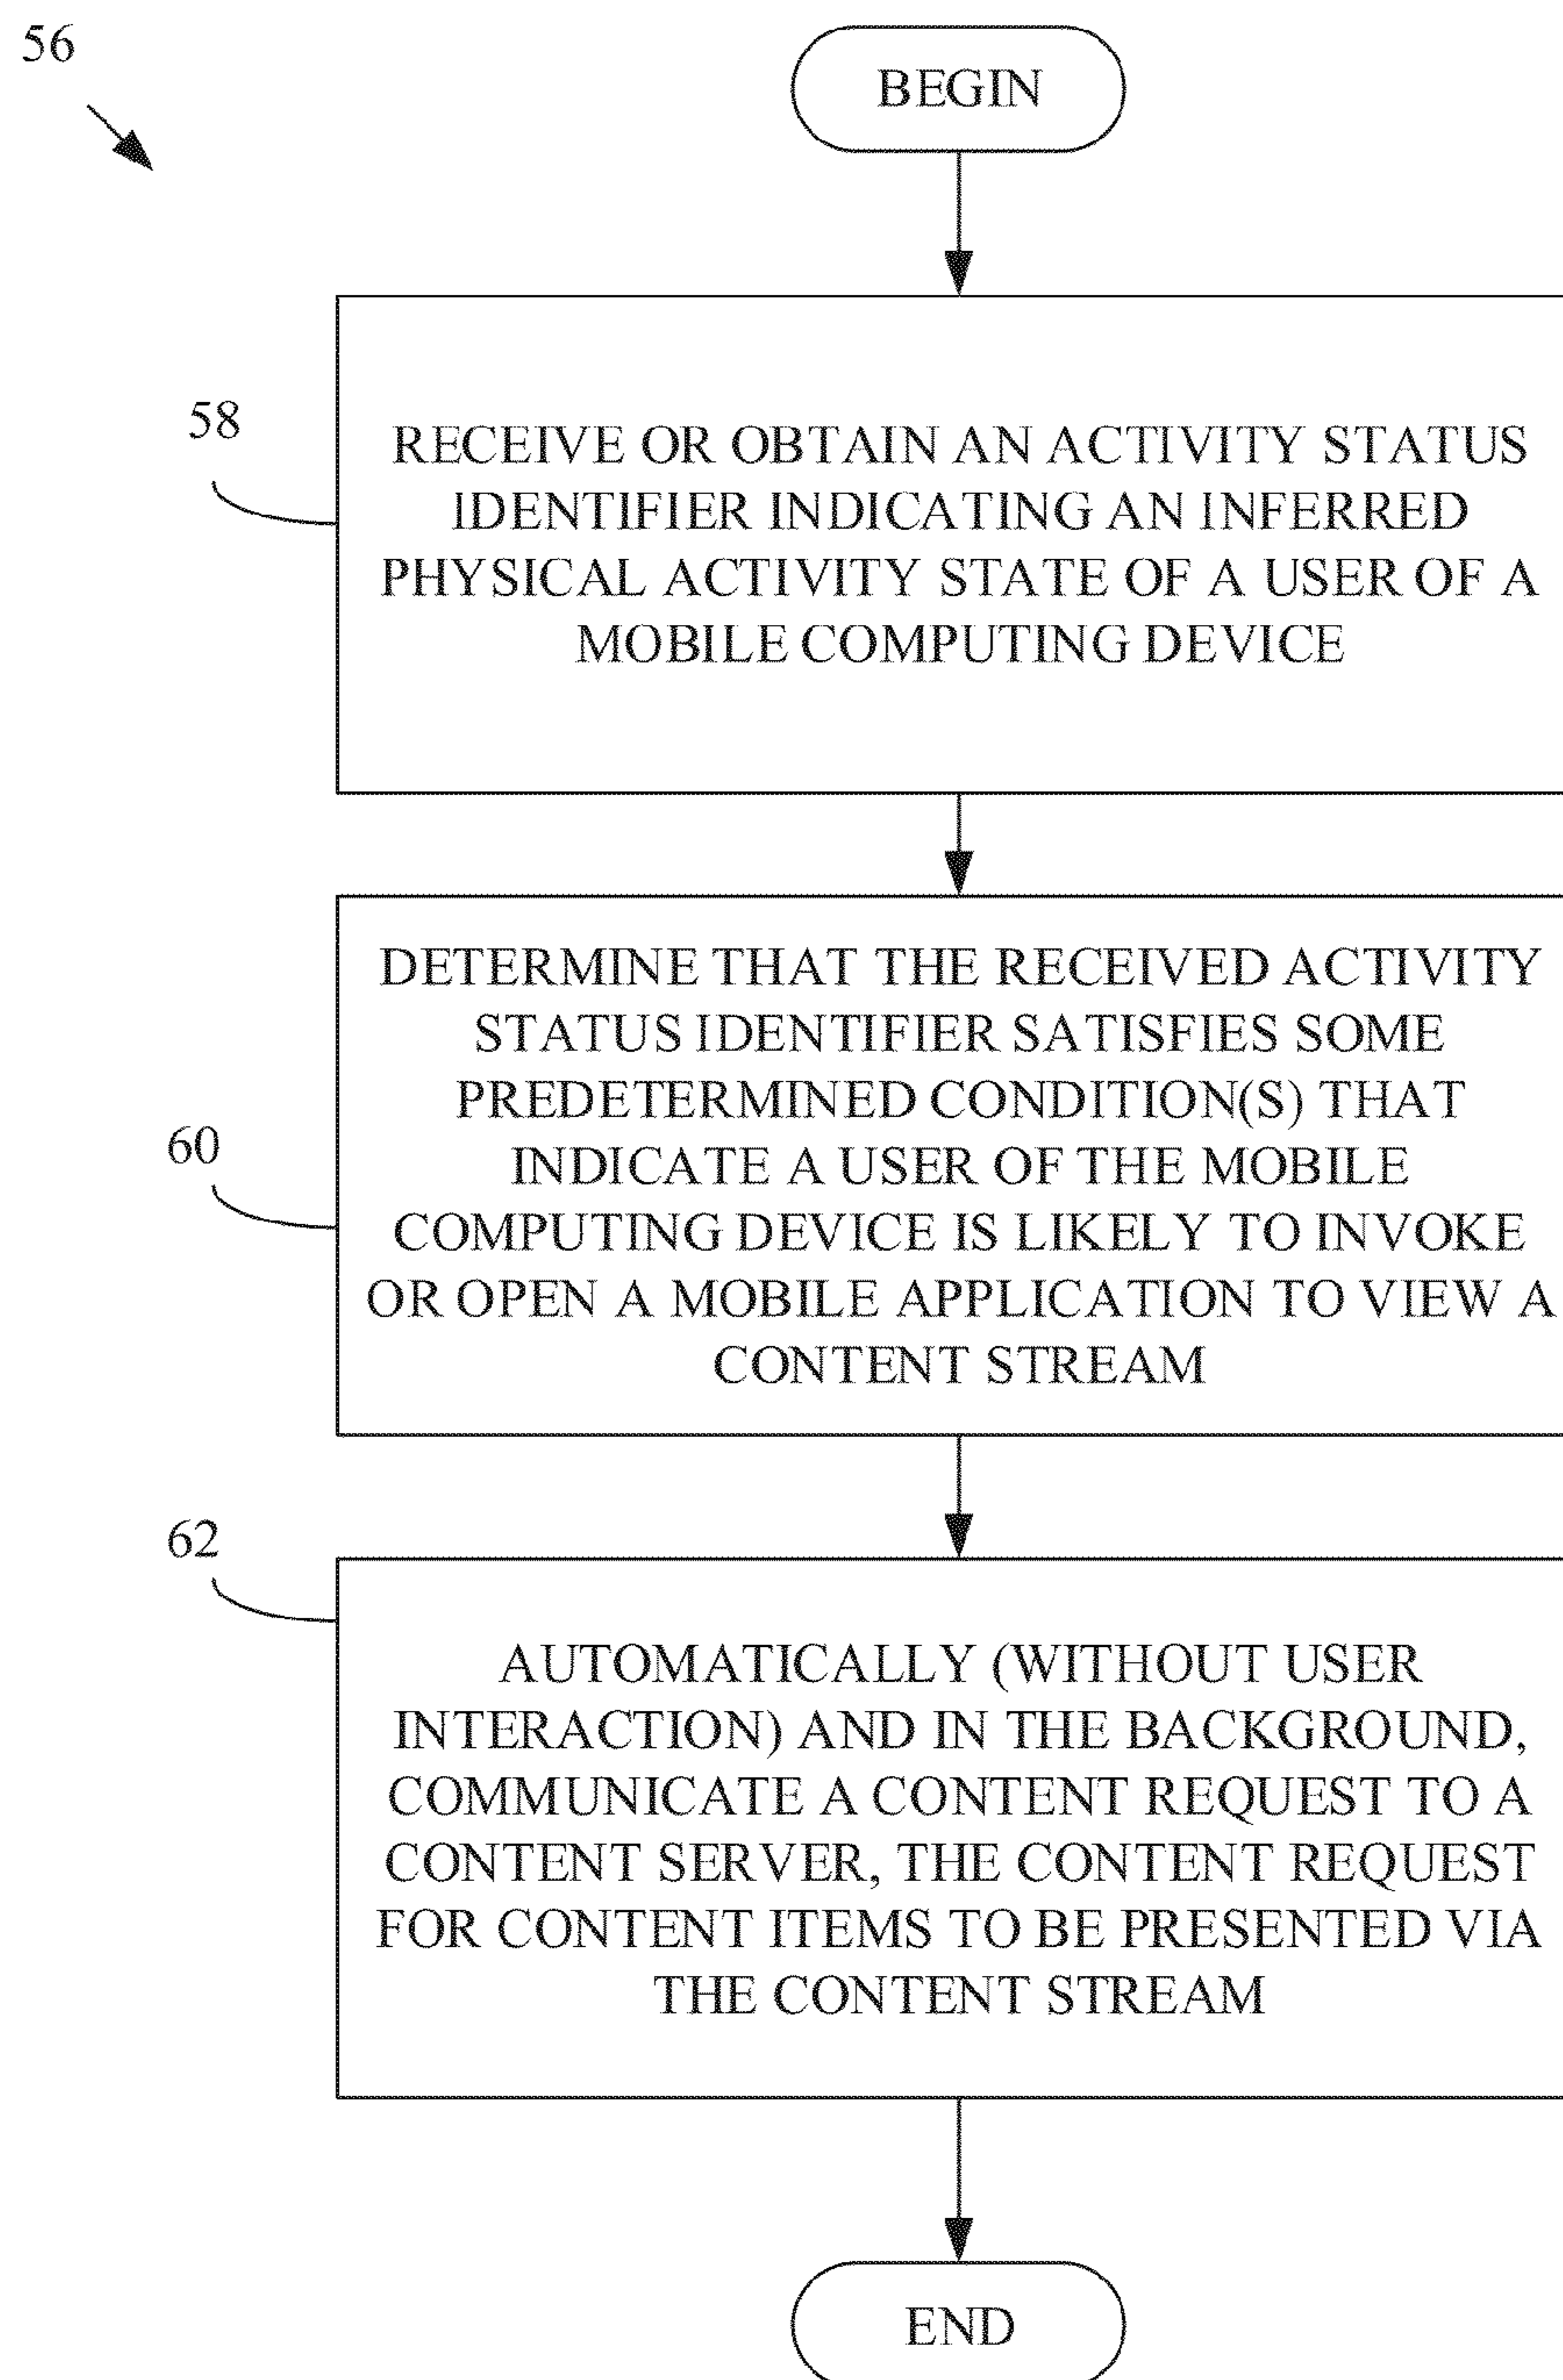 56
BEGIN
58
RECEIVE OR OBTAIN AN ACTIVITY STATUS
IDENTIFIER INDICATING AN INFERRED
PHYSICAL ACTIVITY STATE OF A USER OF A
MOBILE COMPUTING DEVICE
60
DETERMINE THAT THE RECEIVED ACTIVITY
STATUS IDENTIFIER SATISFIES SOME
PREDETERMINED CONDITION(S) THAT
INDICATE A USER OF THE MOBILE
COMPUTING DEVICE IS LIKELY TO INVOKE
OR OPEN A MOBILE APPLICATION TO VIEW A
CONTENT STREAM
62
AUTOMATICALLY (WITHOUT USER
INTERACTION) AND IN THE BACKGROUND,
COMMUNICATE A CONTENT REQUEST TO A
CONTENT SERVER, THE CONTENT REQUEST
FOR CONTENT ITEMS TO BE PRESENTED VIA
THE CONTENT STREAM
END